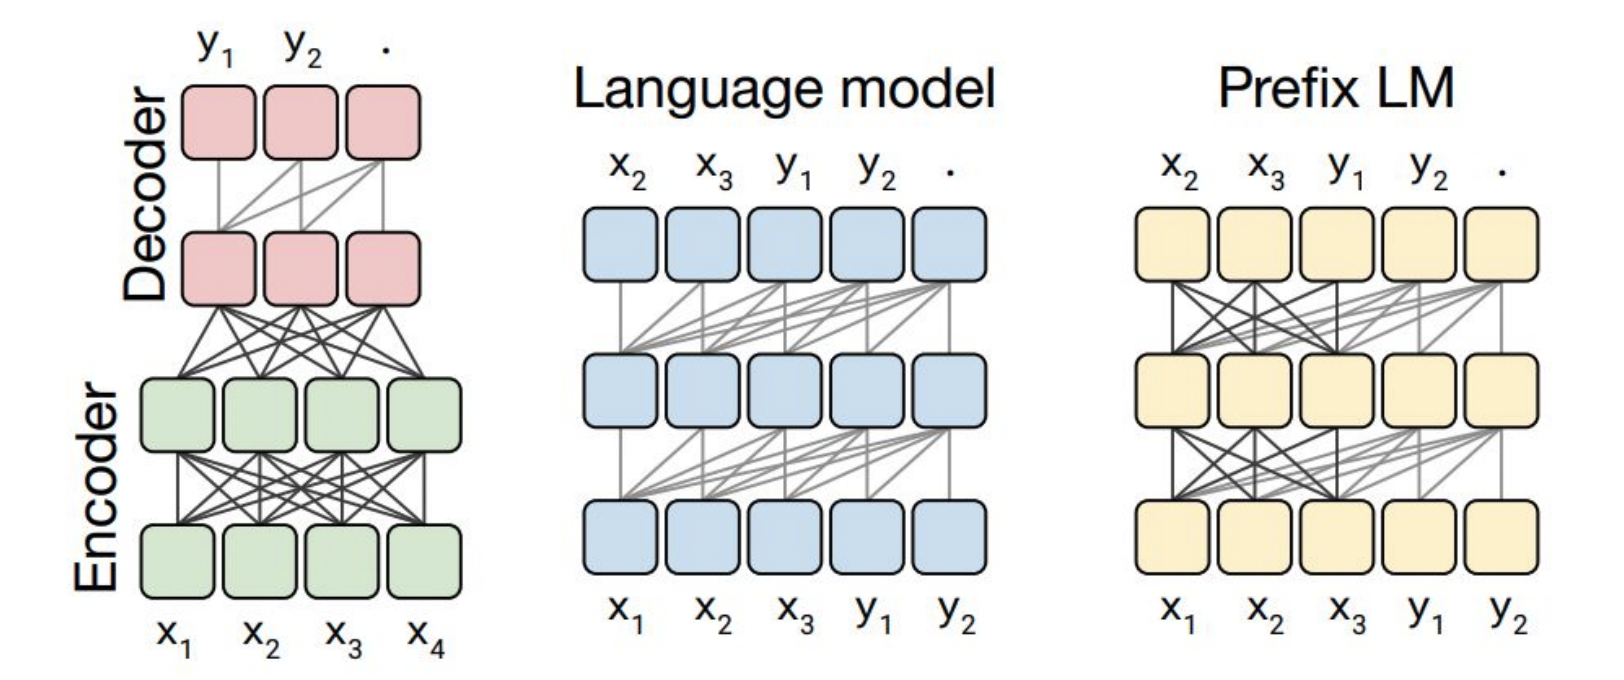 y₁ y₂ .
Decoder
Encoder
x₁ x₂ x₃ x₄
Language model
x₂ x₃ y₁ y₂ .
x₁ x₂ x₃ y₁ y₂
Prefix LM
x₂ x₃ y₁ y₂ .
x₁ x₂ x₃ y₁ y₂